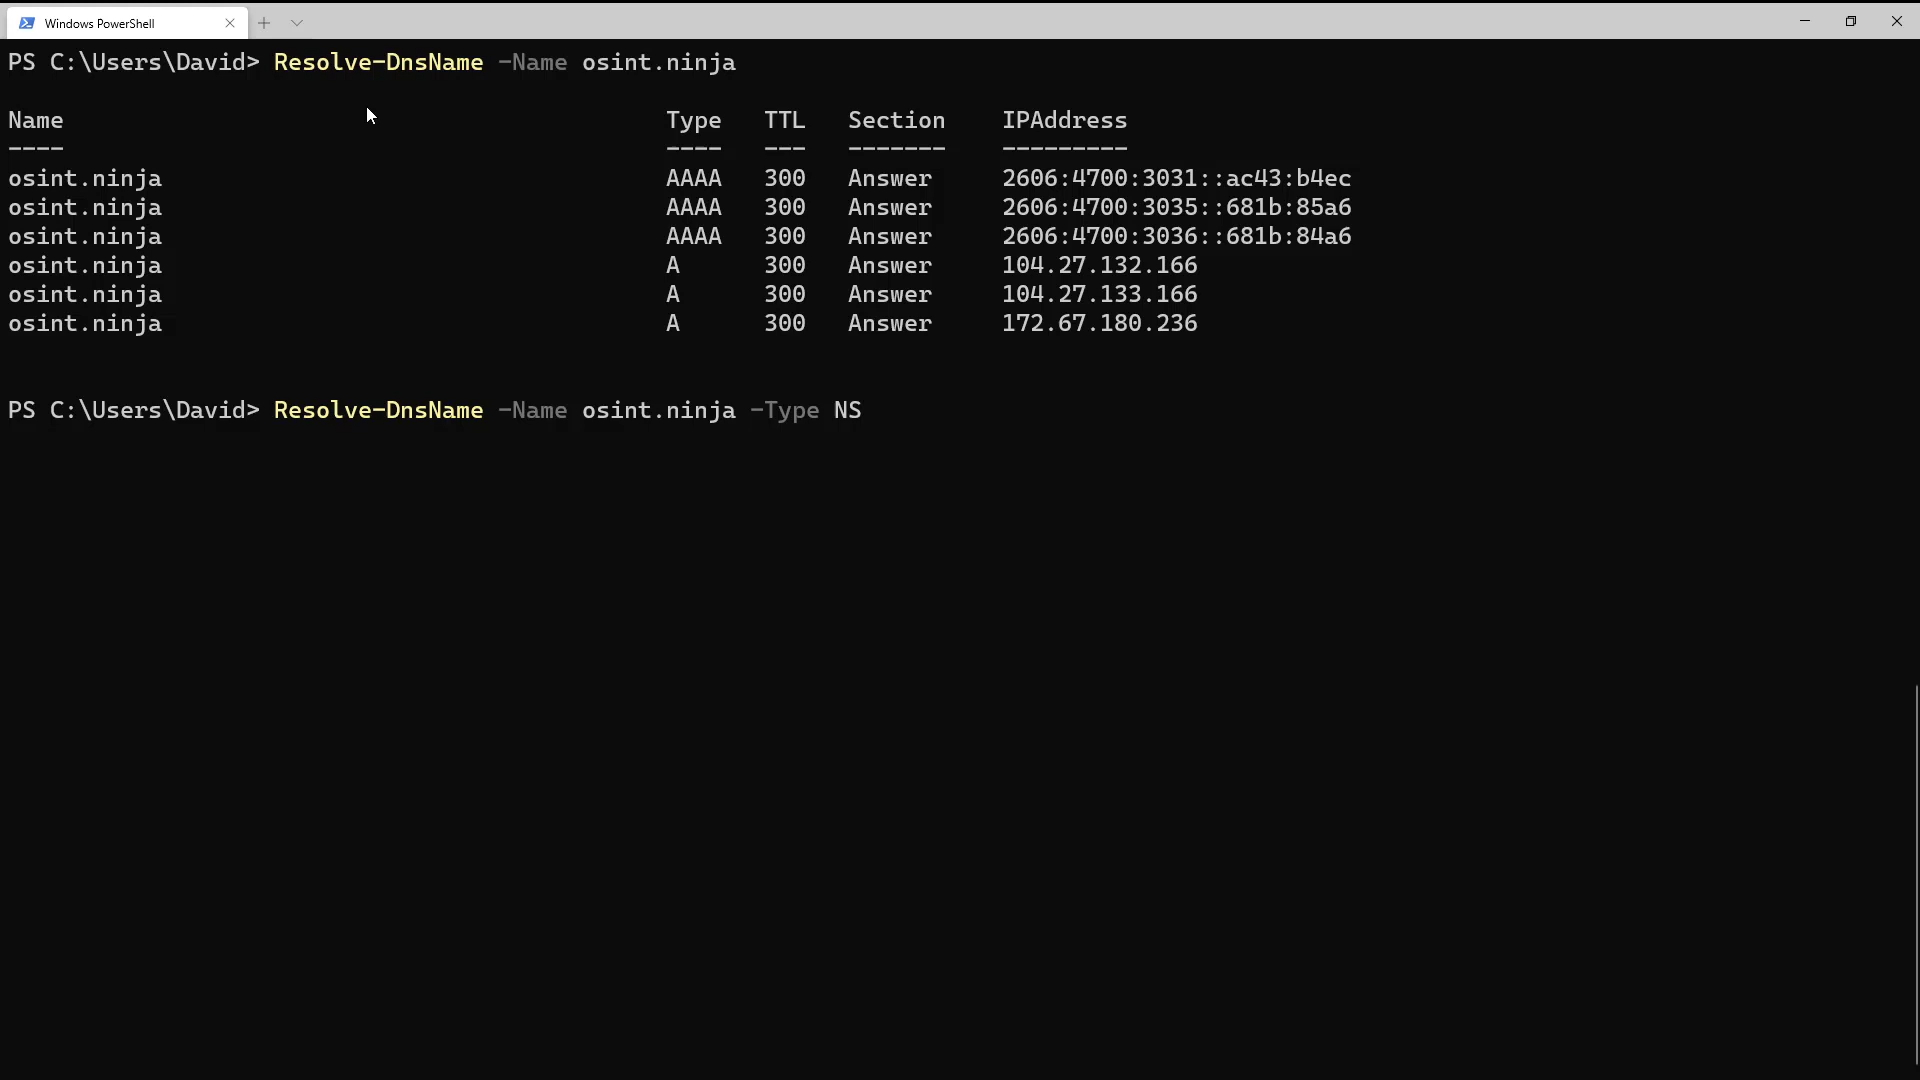 Windows PowerShell
PS C:\Users\David> Resolve-DnsName -Name osint.ninja
Name Type TTL Section IPAddress
---- ---- --- ------- ---------
osint.ninja AAAA 300 Answer 2606:4700:3031::ac43:b4ec
osint.ninja AAAA 300 Answer 2606:4700:3035::681b:85a6
osint.ninja AAAA 300 Answer 2606:4700:3036::681b:84a6
osint.ninja A 300 Answer 104.27.132.166
osint.ninja A 300 Answer 104.27.133.166
osint.ninja A 300 Answer 172.67.180.236
PS C:\Users\David> Resolve-DnsName -Name osint.ninja -Type NS